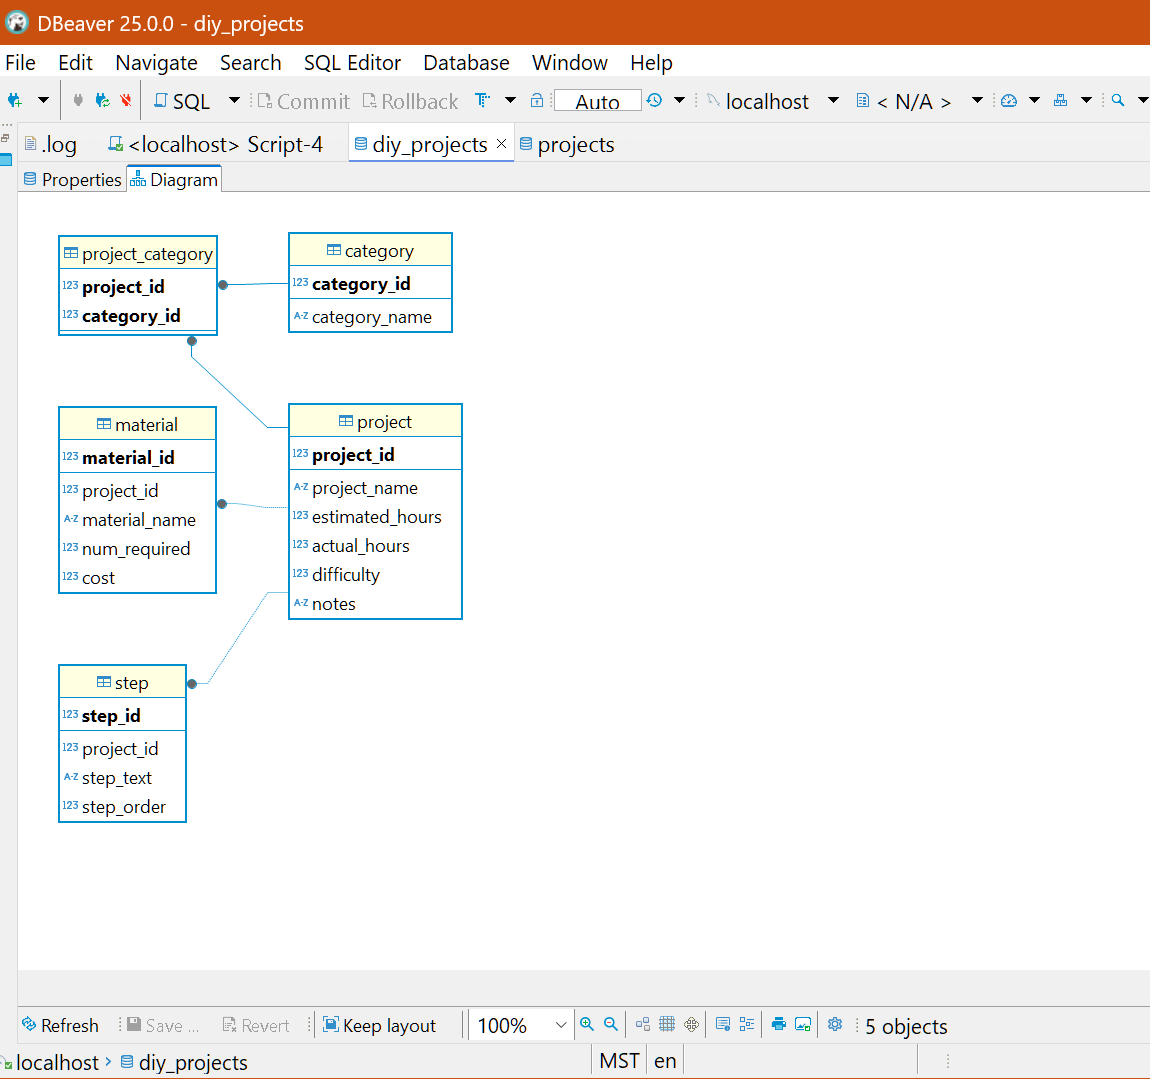 DBeaver 25.0.0 - diy_projects
File Edit Navigate Search SQL Editor Database Window Help
SQL Commit Rollback Auto localhost < N/A >
.log <localhost> Script-4 diy_projects projects
Properties Diagram
project_category
123 project_id
123 category_id
category
123 category_id
A-Z category_name
material
123 material_id
123 project_id
A-Z material_name
123 num_required
123 cost
project
123 project_id
A-Z project_name
123 estimated_hours
123 actual_hours
123 difficulty
A-Z notes
step
123 step_id
123 project_id
A-Z step_text
123 step_order
Refresh Save ... Revert Keep layout 100% 5 objects
localhost › diy_projects MST en